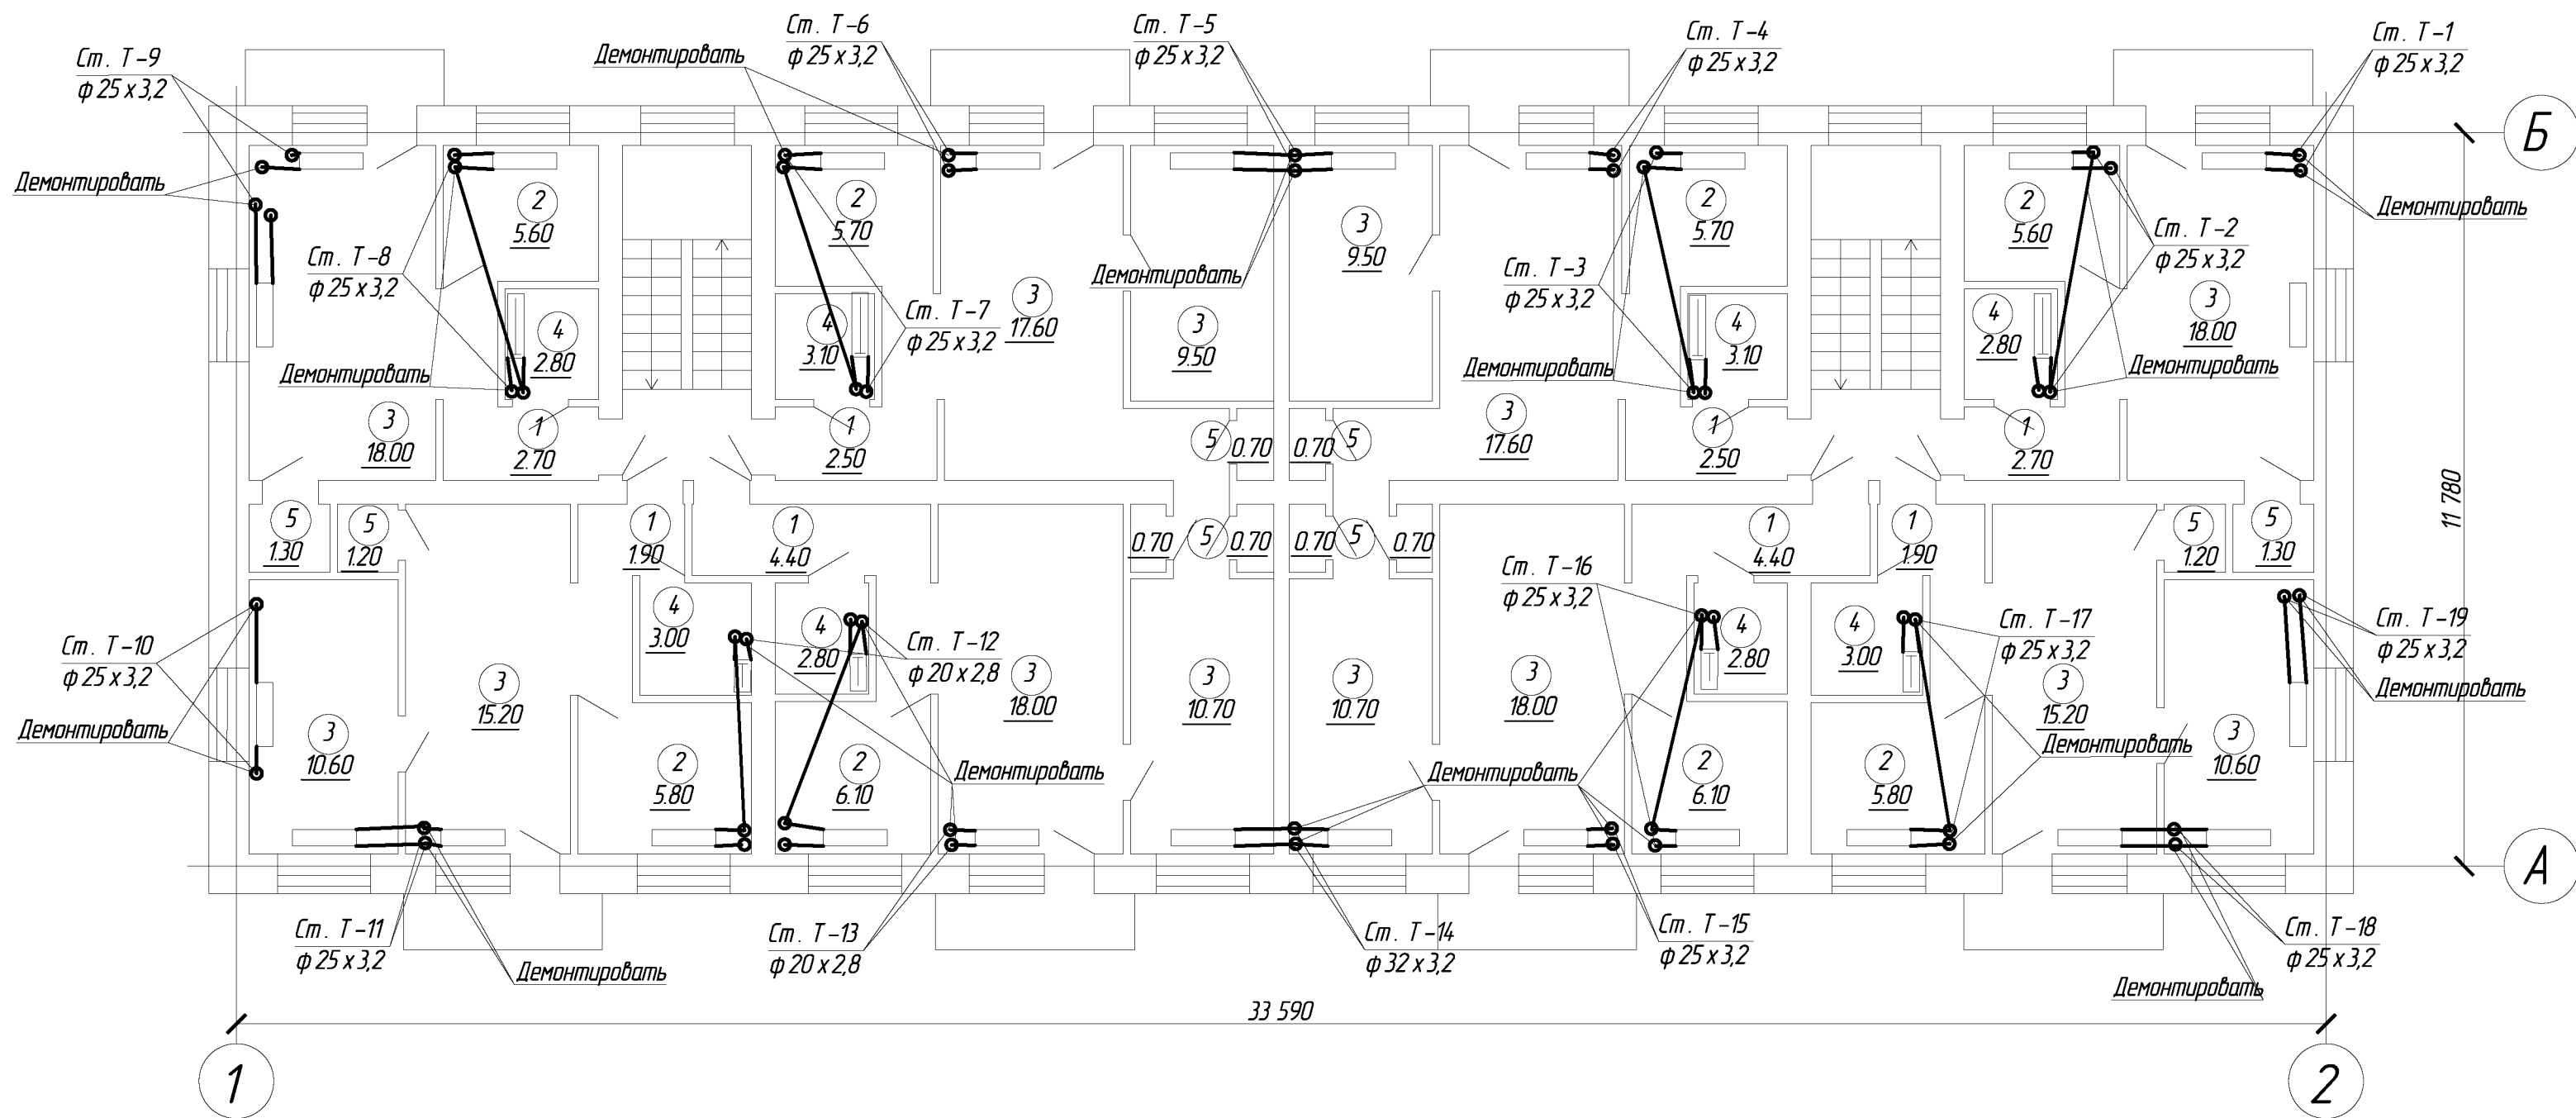 Ст. Т-9
ф 25 x 3,2
Демонтировать
Ст. Т-6
ф 25 x 3,2
Ст. Т-5
ф 25 x 3,2
Ст. Т-4
ф 25 x 3,2
Ст. Т-1
ф 25 x 3,2
Б
Демонтировать
2
5.60
2
5.70
3
9.50
2
5.70
2
5.60
Демонтировать
Ст. Т-8
ф 25 x 3,2
Демонтировать
Ст. Т-3
ф 25 x 3,2
Ст. Т-2
ф 25 x 3,2
4
2.80
4
3.10
Ст. Т-7
ф 25 x 3,2
3
17.60
3
9.50
4
3.10
4
2.80
3
18.00
Демонтировать
Демонтировать
Демонтировать
3
18.00
1
2.70
1
2.50
5
0.70
0.70
5
3
17.60
1
2.50
1
2.70
11 780
5
1.30
5
1.20
1
1.90
1
4.40
0.70
5
0.70
0.70
5
0.70
1
4.40
1
1.90
5
1.20
5
1.30
Ст. Т-10
ф 25 x 3,2
Демонтировать
4
3.00
4
2.80
Ст. Т-12
ф 20 x 2,8
Ст. Т-16
ф 25 x 3,2
4
2.80
4
3.00
Ст. Т-17
ф 25 x 3,2
Ст. Т-19
ф 25 x 3,2
Демонтировать
3
10.60
3
15.20
3
18.00
3
10.70
3
10.70
3
18.00
3
15.20
3
10.60
2
5.80
2
6.10
Демонтировать
Демонтировать
2
6.10
2
5.80
Демонтировать
А
Ст. Т-11
ф 25 x 3,2
Демонтировать
Ст. Т-13
ф 20 x 2,8
Ст. Т-14
ф 32 x 3,2
Ст. Т-15
ф 25 x 3,2
Ст. Т-18
ф 25 x 3,2
Демонтировать
33 590
1
2